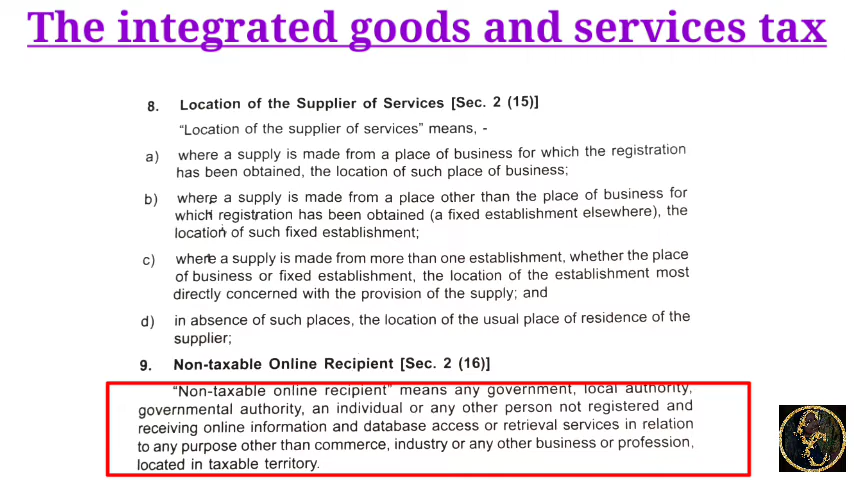 The integrated goods and services tax
8. Location of the Supplier of Services [Sec. 2 (15)]
"Location of the supplier of services" means, -
a) where a supply is made from a place of business for which the registration
has been obtained, the location of such place of business;
b) where a supply is made from a place other than the place of business for
which registration has been obtained (a fixed establishment elsewhere), the
location of such fixed establishment;
c) where a supply is made from more than one establishment, whether the place
of business or fixed establishment, the location of the establishment most
directly concerned with the provision of the supply; and
d) in absence of such places, the location of the usual place of residence of the
supplier;
9. Non-taxable Online Recipient [Sec. 2 (16)]
"Non-taxable online recipient" means any government, local authority,
governmental authority, an individual or any other person not registered and
receiving online information and database access or retrieval services in relation
to any purpose other than commerce, industry or any other business or profession,
located in taxable territory.